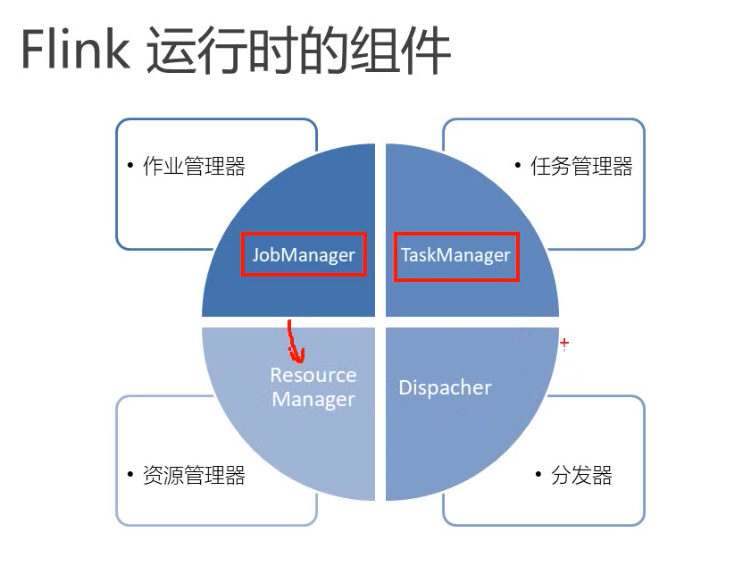 Flink 运行时的组件
• 作业管理器
• 任务管理器
JobManager
TaskManager
Resource
Manager
Dispacher
• 资源管理器
• 分发器